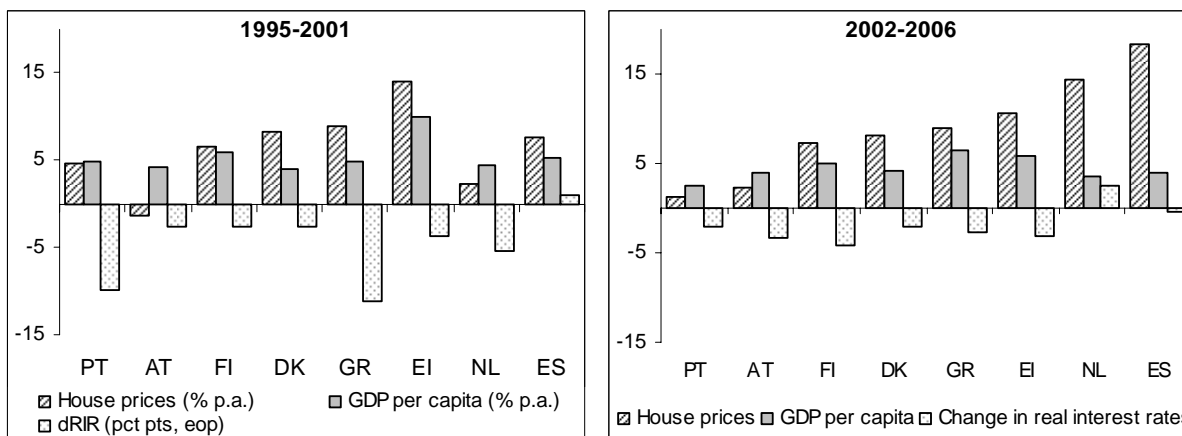 1995-2001
15
5
-5
-15
PT AT FI DK GR EI NL ES
House prices (% p.a.) GDP per capita (% p.a.)
dRIR (pct pts, eop)
2002-2006
15
5
-5
-15
PT AT FI DK GR EI NL ES
House prices GDP per capita Change in real interest rates